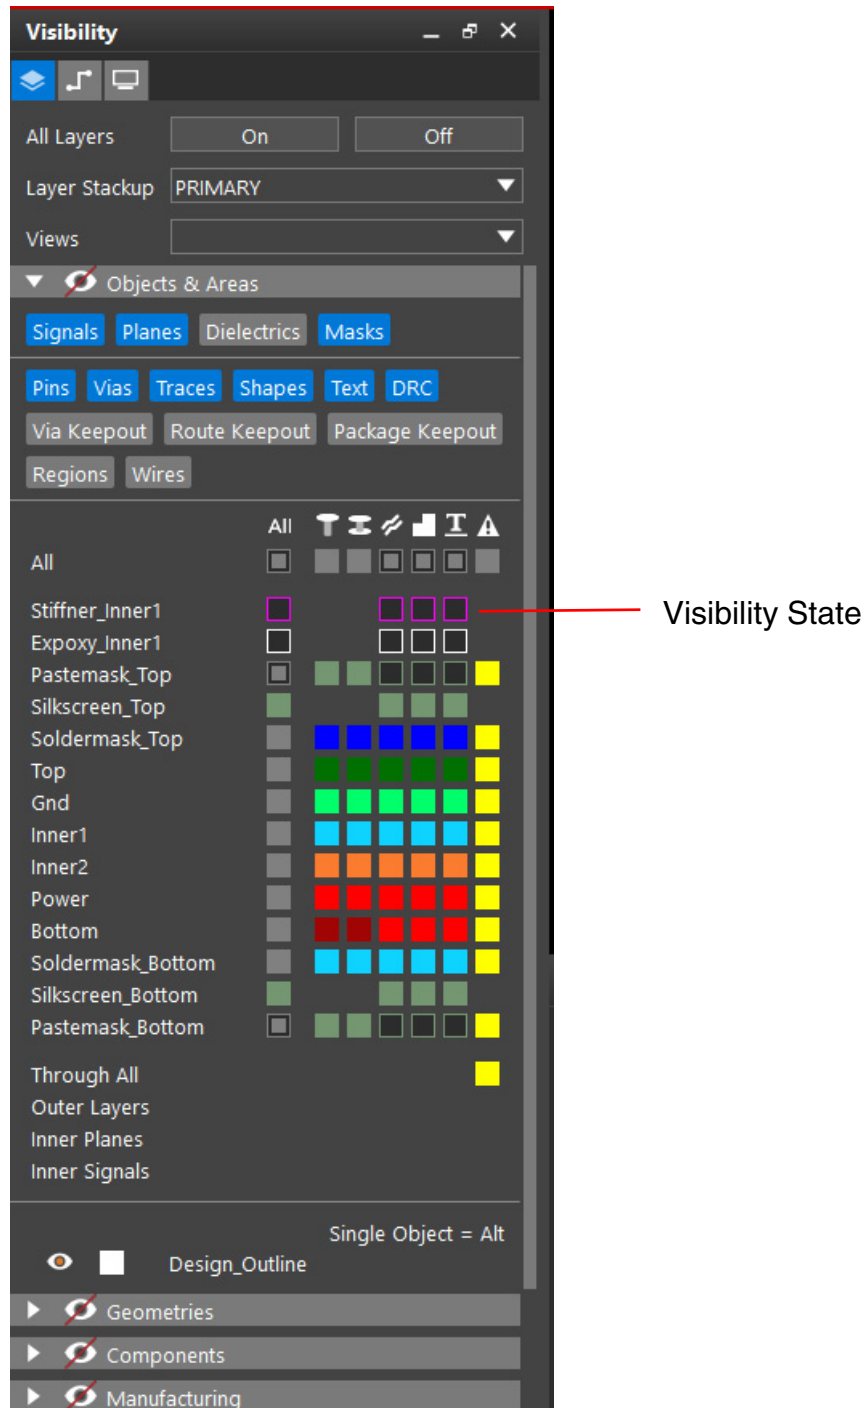 Visibility
All Layers On Off
Layer Stackup PRIMARY
Views
Objects & Areas
Signals Planes Dielectrics Masks
Pins Vias Traces Shapes Text DRC
Via Keepout Route Keepout Package Keepout
Regions Wires
All T
All
Stiffner_Inner1 Visibility State
Expoxy_Inner1
Pastemask_Top
Silkscreen_Top
Soldermask_Top
Top
Gnd
Inner1
Inner2
Power
Bottom
Soldermask_Bottom
Silkscreen_Bottom
Pastemask_Bottom
Through All
Outer Layers
Inner Planes
Inner Signals
Single Object = Alt
Design_Outline
Geometries
Components
Manufacturing